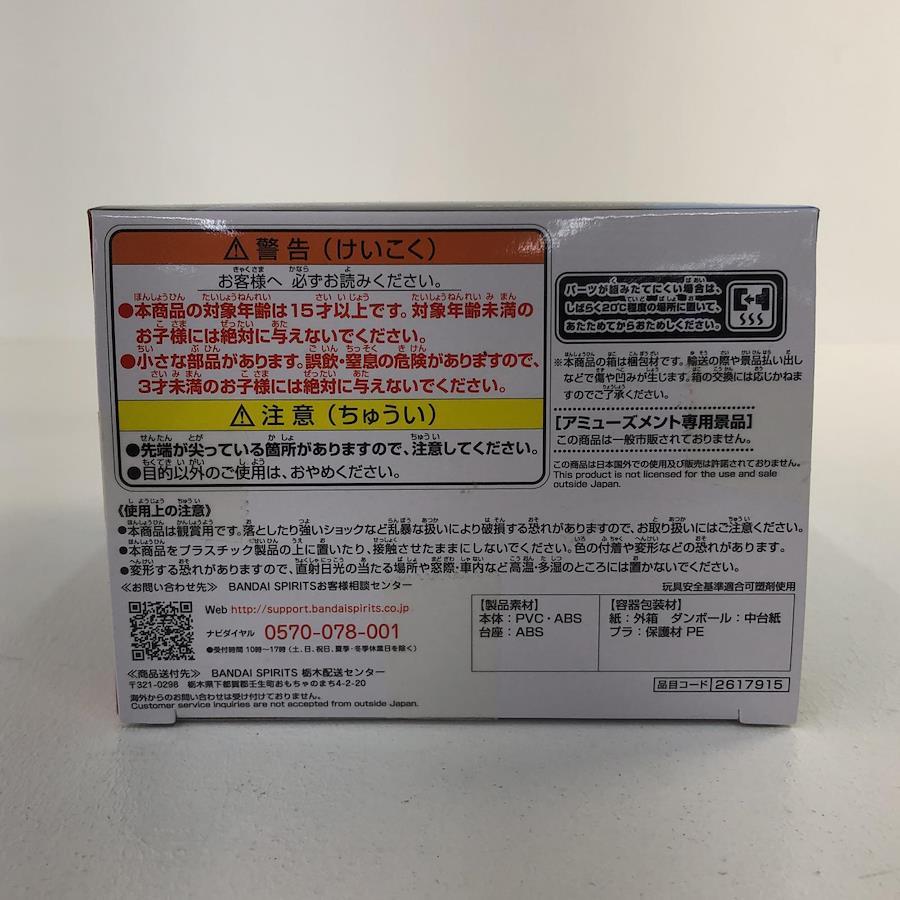 ⚠警告（けいこく）
お客様へ 必ずお読みください。
●本商品の対象年齢は15才以上です。対象年齢未満の
お子様には絶対に与えないでください。
●小さな部品があります。誤飲・窒息の危険がありますので、
3才未満のお子様には絶対に与えないでください。
⚠注意（ちゅうい）
●先端が尖っている箇所がありますので、注意してください。
●目的以外のご使用は、おやめください。
パーツが組みたてにくい場合は、
しばらく20℃程度の場所に置いて、
あたためてからおためしください。
※本商品の箱は梱包材です。輸送の際や景品払い出し
などで傷や凹みが生じます。箱の交換には応じかねま
すのでご了承ください。
【アミューズメント専用景品】
この商品は一般市販されておりません。
この商品は日本国外での使用及び販売は許諾されておりません。
This product is not licensed for the use and sale
outside Japan.
《使用上の注意》
●本商品は観賞用です。落としたり強いショックなど乱暴な扱いにより破損する恐れがありますので、お取り扱いにはご注意ください。
●本商品をプラスチック製品の上に置いたり、接触させたままにしないでください。色の付着や変形などの恐れがあります。
●変形する恐れがありますので、直射日光の当たる場所や窓際・車内など高温・多湿のところには置かないでください。
≪お問い合わせ先≫ BANDAI SPIRITSお客様相談センター
玩具安全基準適合可塑剤使用
Web http://support.bandaispirits.co.jp
ナビダイヤル 0570-078-001
●受付時間 10時〜17時（土、日、祝日、夏季・冬季休業日を除く）
≪商品送付先≫ BANDAI SPIRITS 栃木配送センター
〒321-0298 栃木県下都賀郡壬生町おもちゃのまち4-2-20
海外からのお問い合わせは受け付けておりません。
Customer service inquiries are not accepted from outside Japan.
【製品素材】
本体：PVC・ABS
台座：ABS
【容器包装材】
紙：外箱 ダンボール：中台紙
プラ：保護材 PE
品目コード 2617915